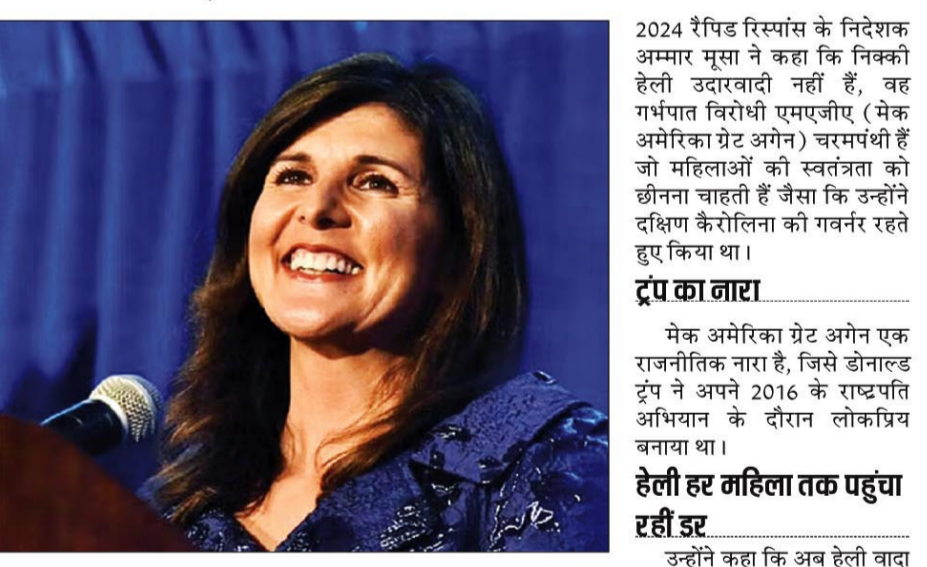 2024 रैपिड रिस्पांस के निदेशक
अम्मार मूसा ने कहा कि निक्की
हेली उदारवादी नहीं हैं, वह
गर्भपात विरोधी एमएजीए (मेक
अमेरिका ग्रेट अगेन) चरमपंथी हैं
जो महिलाओं की स्वतंत्रता को
छीनना चाहती हैं जैसा कि उन्होंने
दक्षिण कैरोलिना की गवर्नर रहते
हुए किया था।
ट्रंप का नारा
मेक अमेरिका ग्रेट अगेन एक
राजनीतिक नारा है, जिसे डोनाल्ड
ट्रंप ने अपने 2016 के राष्ट्रपति
अभियान के दौरान लोकप्रिय
बनाया था।
हेली हर महिला तक पहुंचा
रहीं डर
उन्होंने कहा कि अब हेली वादा